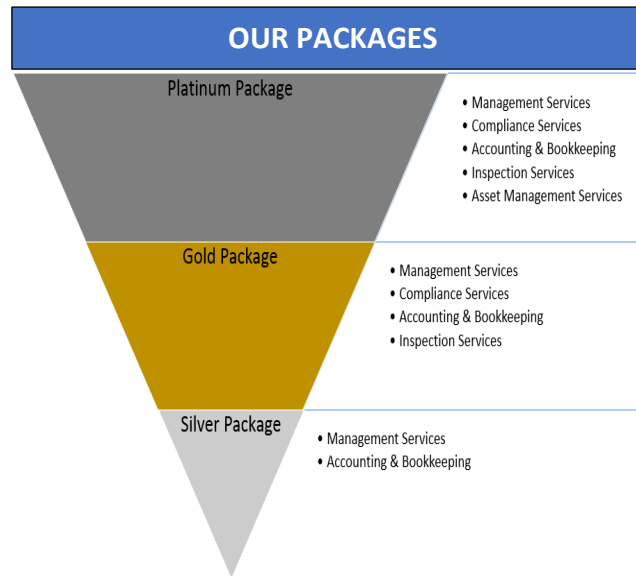 OUR PACKAGES
Platinum Package
• Management Services
• Compliance Services
• Accounting & Bookkeeping
• Inspection Services
• Asset Management Services
Gold Package
• Management Services
• Compliance Services
• Accounting & Bookkeeping
• Inspection Services
Silver Package
• Management Services
• Accounting & Bookkeeping